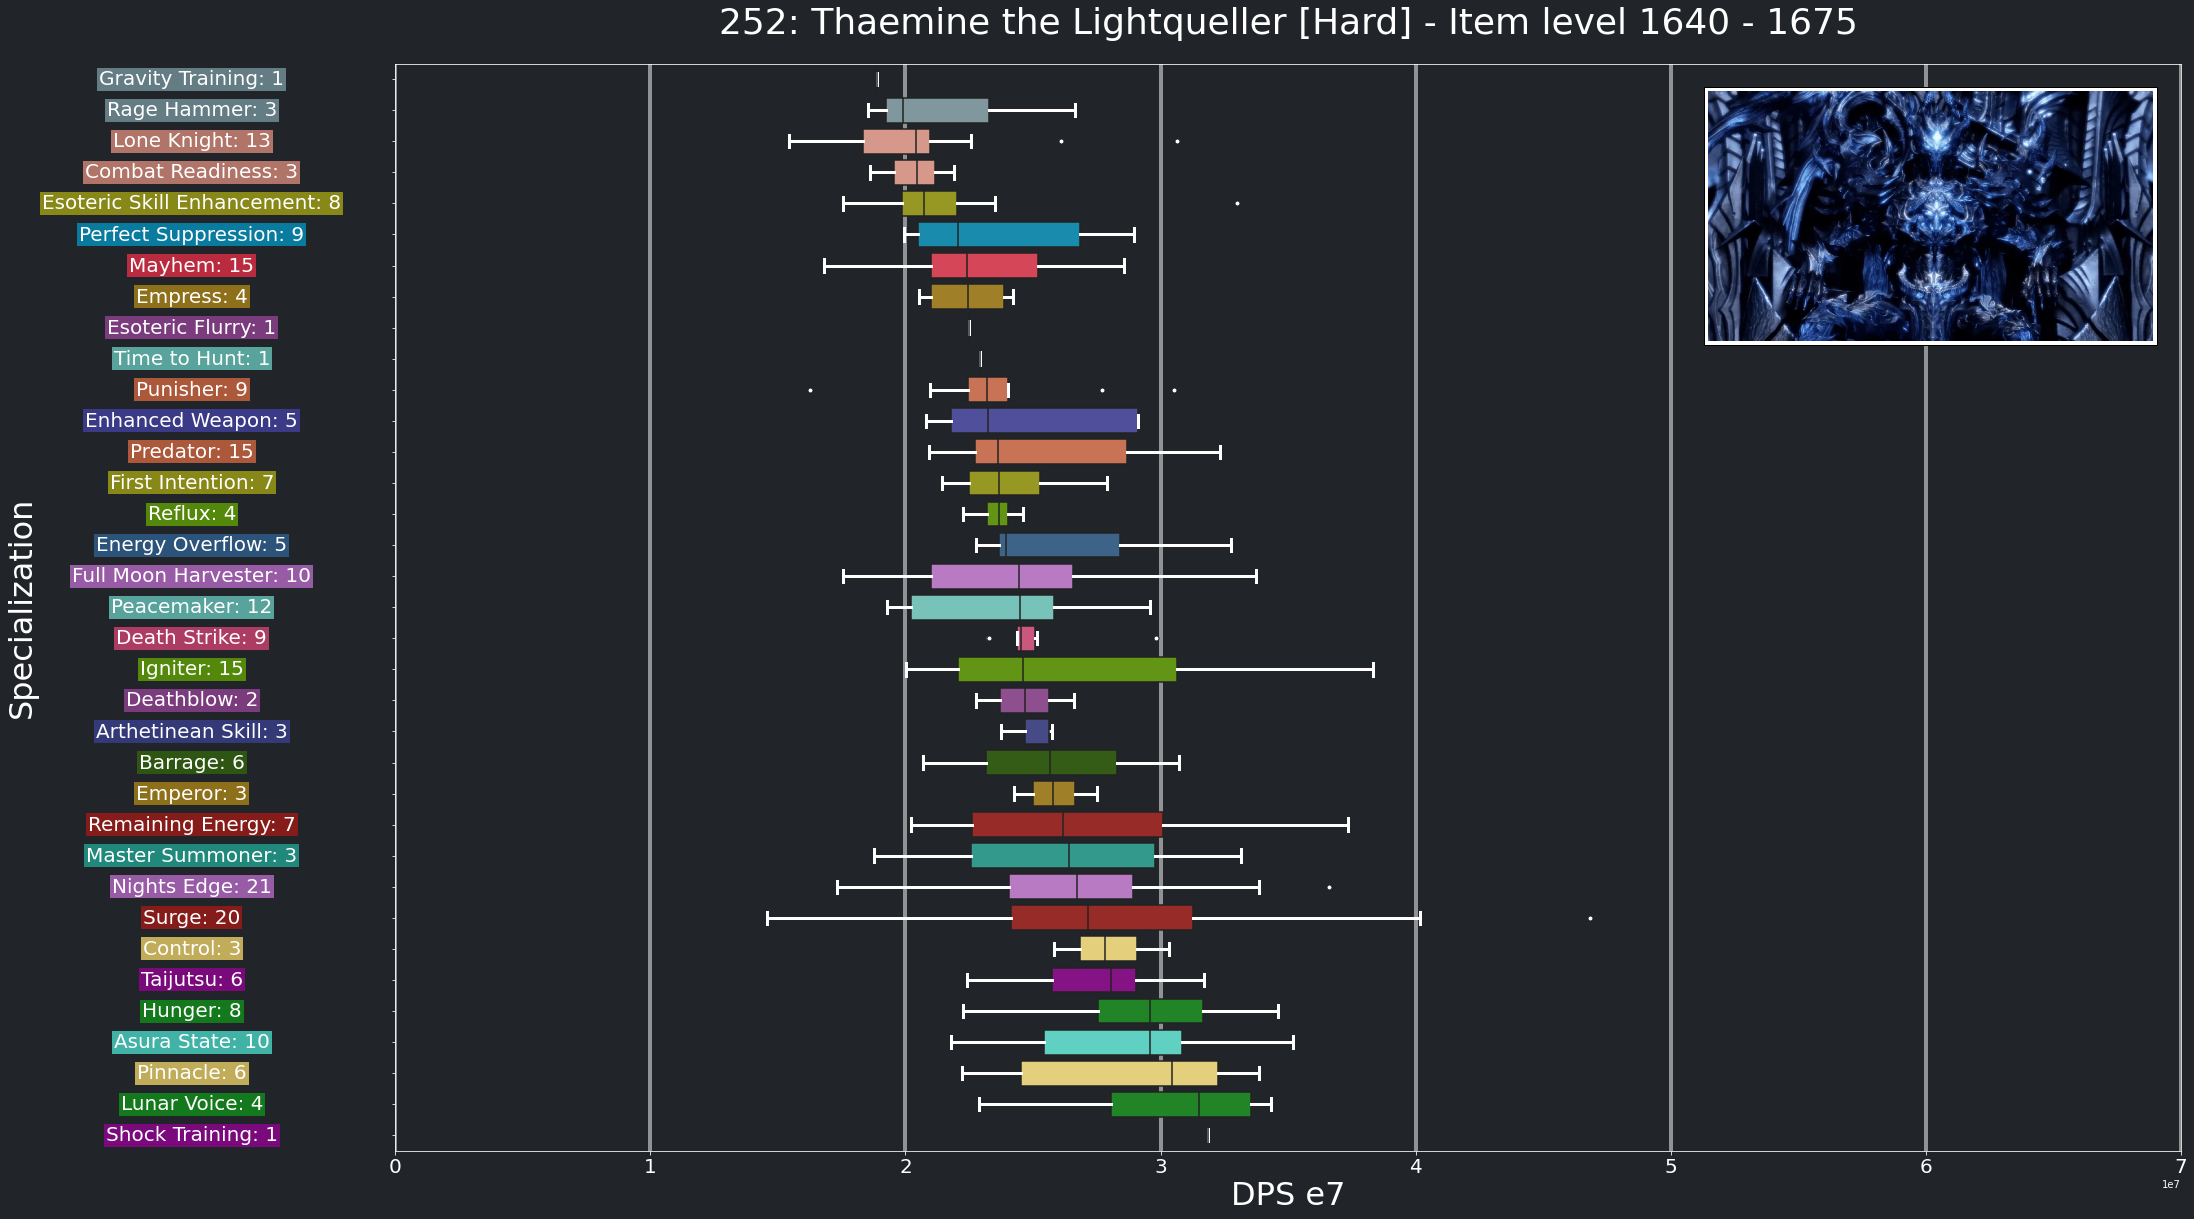 252: Thaemine the Lightqueller [Hard] - Item level 1640 - 1675
Gravity Training: 1
Rage Hammer: 3
Lone Knight: 13
Combat Readiness: 3
Esoteric Skill Enhancement: 8
Perfect Suppression: 9
Mayhem: 15
Empress: 4
Esoteric Flurry: 1
Time to Hunt: 1
Punisher: 9
Enhanced Weapon: 5
Predator: 15
First Intention: 7
Reflux: 4
Energy Overflow: 5
Full Moon Harvester: 10
Peacemaker: 12
Death Strike: 9
Igniter: 15
Deathblow: 2
Arthetinean Skill: 3
Barrage: 6
Emperor: 3
Remaining Energy: 7
Master Summoner: 3
Nights Edge: 21
Surge: 20
Control: 3
Taijutsu: 6
Hunger: 8
Asura State: 10
Pinnacle: 6
Lunar Voice: 4
Shock Training: 1
Specialization
0 1 2 3 4 5 6 7
DPS e7
1e7